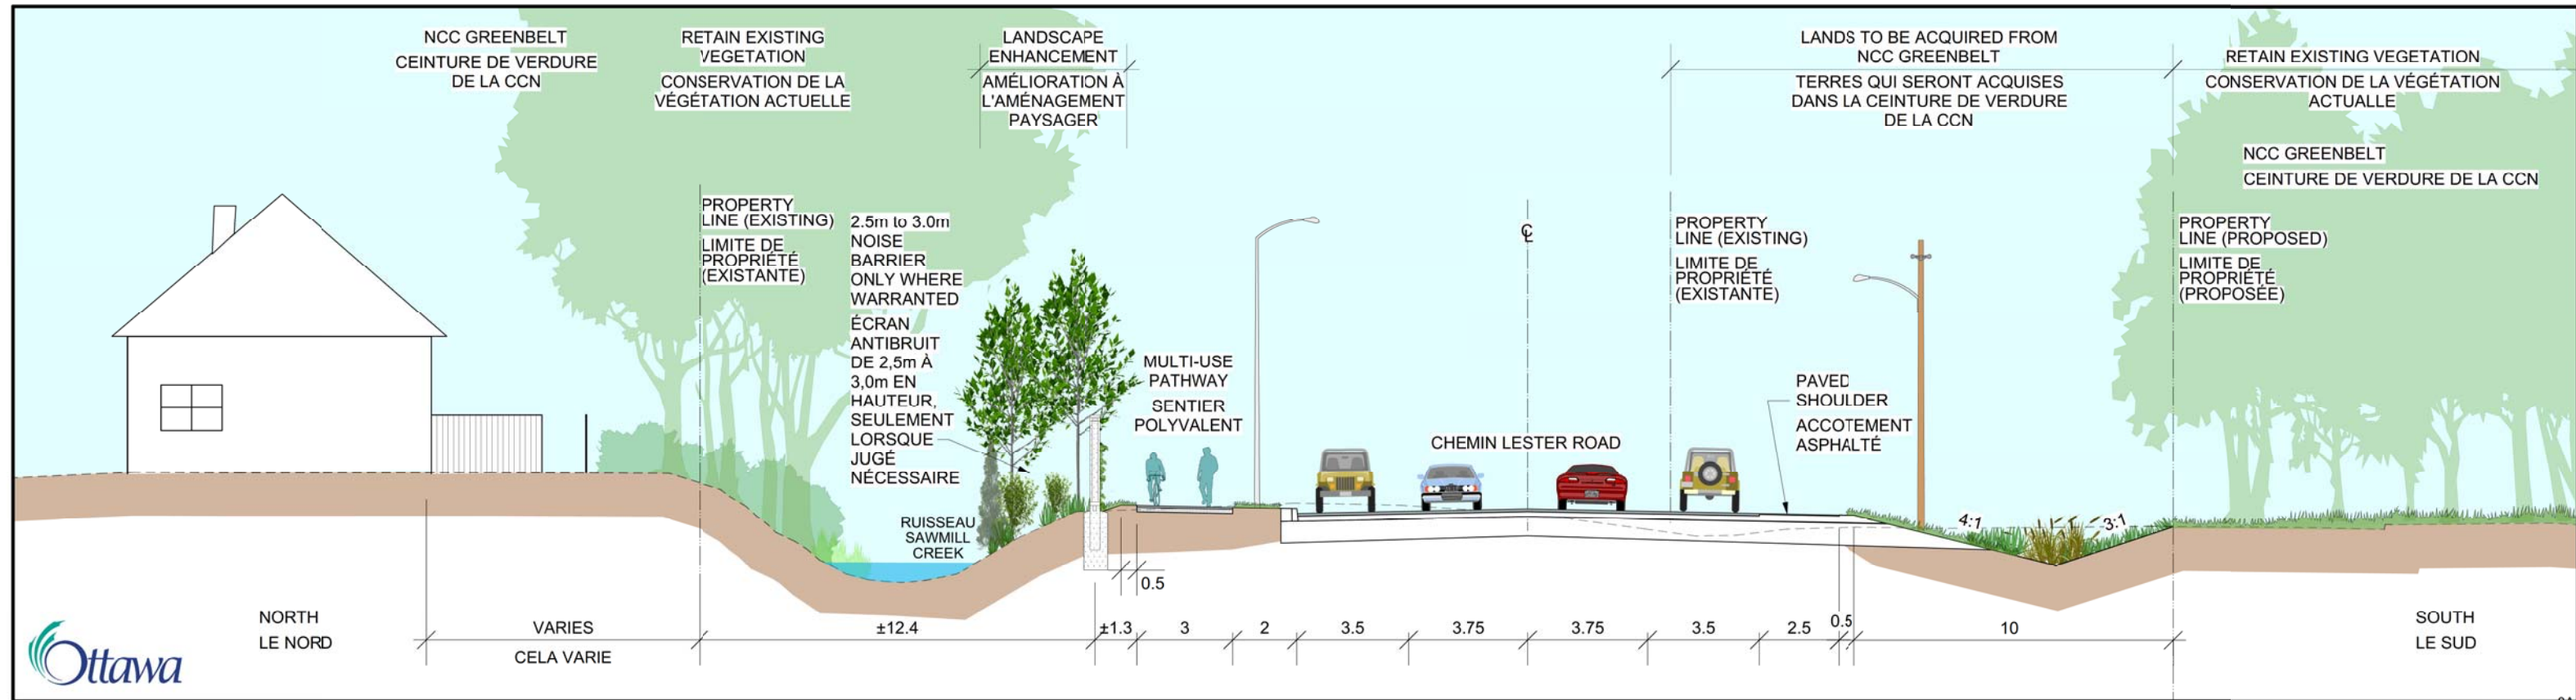 NCC GREENBELT
CEINTURE DE VERDURE
DE LA CCN
RETAIN EXISTING
VEGETATION
CONSERVATION DE LA
VÉGÉTATION ACTUELLE
LANDSCAPE
ENHANCEMENT
AMÉLIORATION À
L'AMÉNAGEMENT
PAYSAGER
LANDS TO BE ACQUIRED FROM
NCC GREENBELT
TERRES QUI SERONT ACQUISES
DANS LA CEINTURE DE VERDURE
DE LA CCN
RETAIN EXISTING VEGETATION
CONSERVATION DE LA VÉGÉTATION
ACTUALLE
NCC GREENBELT
CEINTURE DE VERDURE DE LA CCN
PROPERTY
LINE (EXISTING)
LIMITE DE
PROPRIÉTÉ
(EXISTANTE)
2.5m to 3.0m
NOISE
BARRIER
ONLY WHERE
WARRANTED
ÉCRAN
ANTIBRUIT
DE 2,5m À
3,0m EN
HAUTEUR,
SEULEMENT
LORSQUE
JUGÉ
NÉCESSAIRE
MULTI-USE
PATHWAY
SENTIER
POLYVALENT
℄
PROPERTY
LINE (EXISTING)
LIMITE DE
PROPRIÉTÉ
(EXISTANTE)
PROPERTY
LINE (PROPOSED)
LIMITE DE
PROPRIÉTÉ
(PROPOSÉE)
CHEMIN LESTER ROAD
PAVED
SHOULDER
ACCOTEMENT
ASPHALTÉ
RUISSEAU
SAWMILL
CREEK
4:1
3:1
0.5
NORTH
LE NORD
VARIES
CELA VARIE
±12.4
±1.3
3
2
3.5
3.75
3.75
3.5
2.5
0.5
10
SOUTH
LE SUD
Ottawa